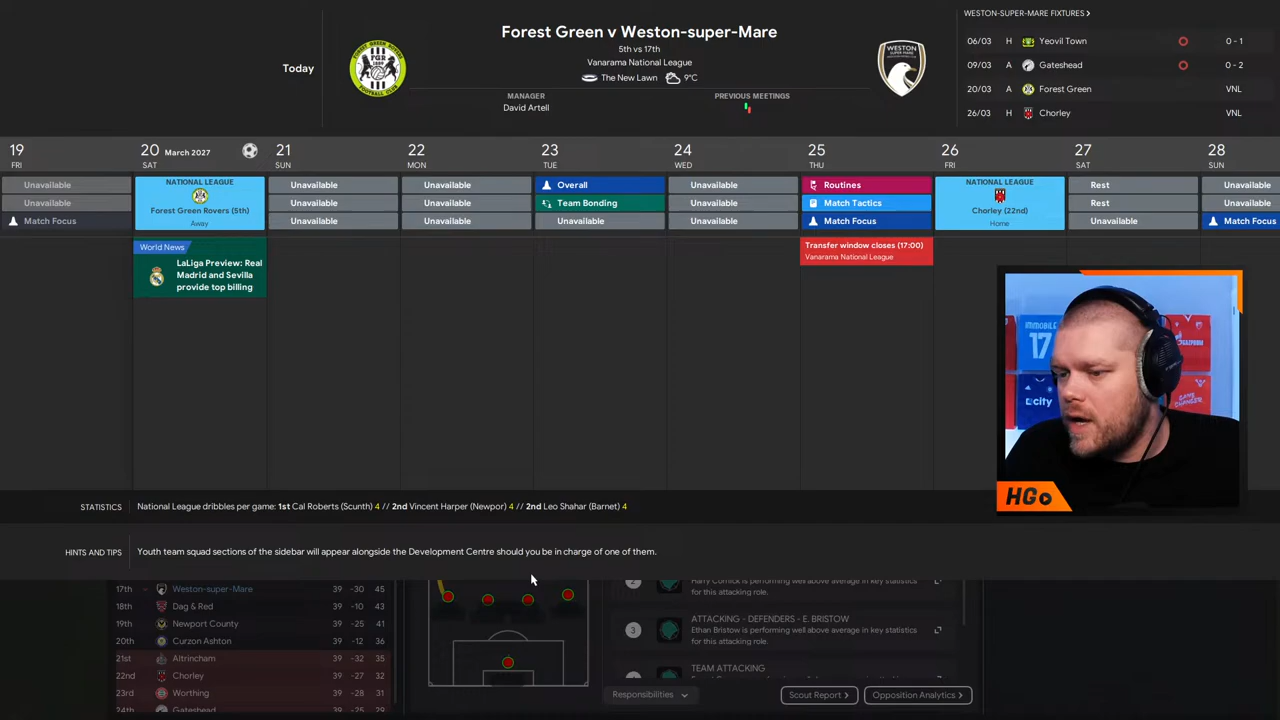 Forest Green v Weston-super-Mare
5th vs 17th
Vanarama National League
The New Lawn 9°C
Today
MANAGER
David Artell
PREVIOUS MEETINGS
WESTON-SUPER-MARE FIXTURES >
06/03 H Yeovil Town 0 - 1
09/03 A Gateshead 0 - 2
20/03 A Forest Green VNL
26/03 H Chorley VNL
19 FRI
20 SAT March 2027
21 SUN
22 MON
23 TUE
24 WED
25 THU
26 FRI
27 SAT
28 SUN
Unavailable
Unavailable
Match Focus
NATIONAL LEAGUE
Forest Green Rovers (5th)
Away
Unavailable
Unavailable
Unavailable
Unavailable
Unavailable
Unavailable
Overall
Team Bonding
Unavailable
Unavailable
Unavailable
Unavailable
Routines
Match Tactics
Match Focus
NATIONAL LEAGUE
Chorley (22nd)
Home
Rest
Rest
Unavailable
Unavailable
Unavailable
Match Focus
World News
LaLiga Preview: Real
Madrid and Sevilla
provide top billing
Transfer window closes (17:00)
Vanarama National League
IMMOBILE
17
HGo
STATISTICS National League dribbles per game: 1st Cal Roberts (Scunth) 4 // 2nd Vincent Harper (Newpor) 4 // 2nd Leo Shahar (Barnet) 4
HINTS AND TIPS Youth team squad sections of the sidebar will appear alongside the Development Centre should you be in charge of one of them.
17th Weston-super-Mare 39 -30 45
18th Dag & Red 39 -10 43
19th Newport County 39 -25 41
20th Curzon Ashton 39 -12 36
21st Altrincham 39 -32 35
22nd Chorley 39 -27 32
23rd Worthing 39 -28 31
24th Gateshead 39 -25 29
2 Harry Cornick is performing well above average in key statistics
for this attacking role.
3 ATTACKING - DEFENDERS - E. BRISTOW
Ethan Bristow is performing well above average in key statistics
for this attacking role.
TEAM ATTACKING
Responsibilities
Scout Report >
Opposition Analytics >